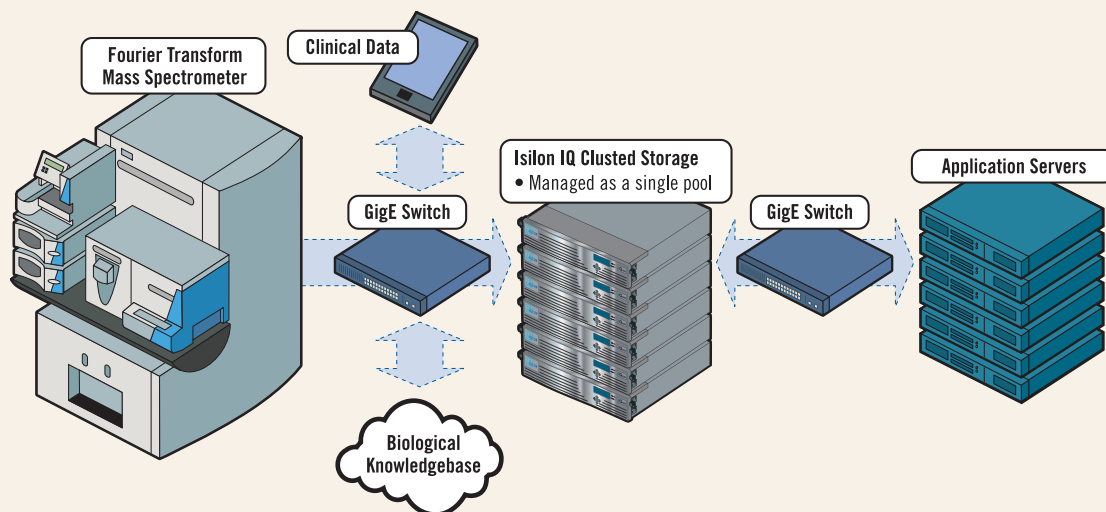 Fourier Transform
Mass Spectrometer
Clinical Data
GigE Switch
Isilon IQ Clusted Storage
• Managed as a single pool
GigE Switch
Application Servers
Biological
Knowledgebase